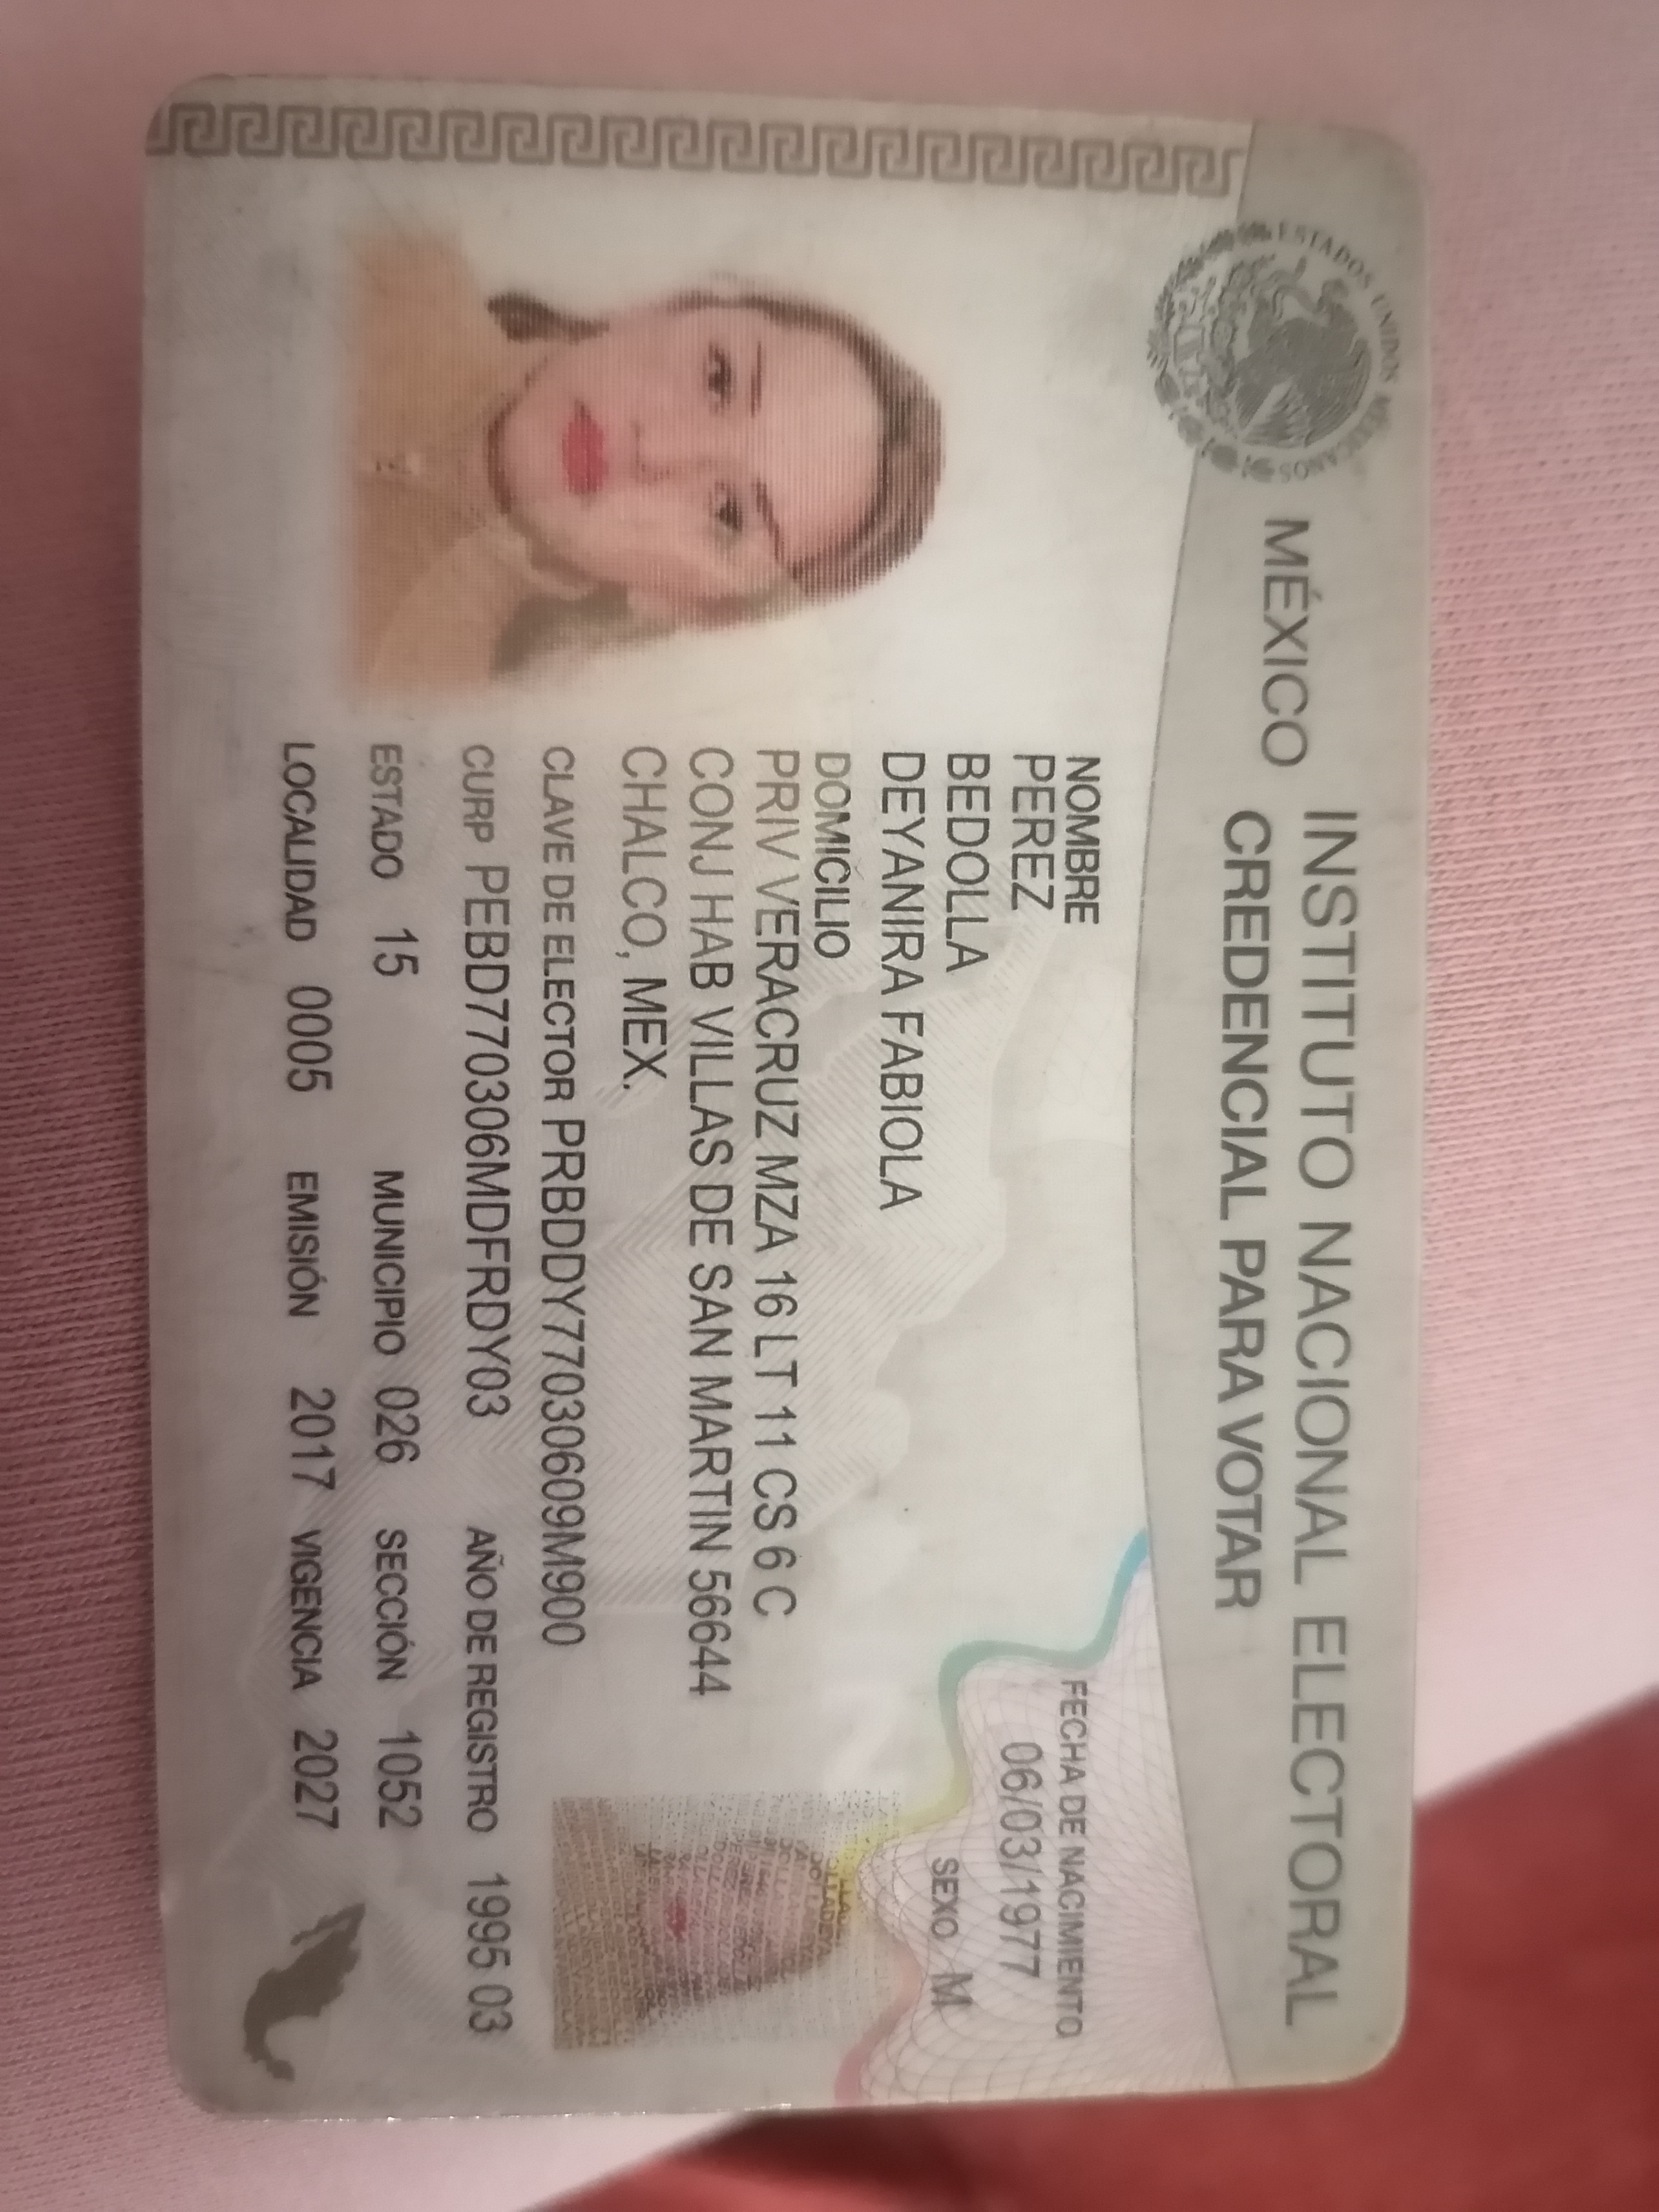 ESTADOS UNIDOS MEXICANOS
MÉXICO INSTITUTO NACIONAL ELECTORAL
CREDENCIAL PARA VOTAR
NOMBRE
PEREZ
BEDOLLA
DEYANIRA FABIOLA
FECHA DE NACIMIENTO
06/03/1977
SEXO M
DOMICILIO
PRIV VERACRUZ MZA 16 LT 11 CS 6 C
CONJ HAB VILLAS DE SAN MARTIN 56644
CHALCO, MEX.
CLAVE DE ELECTOR PRBDDY77030609M900
CURP PEBD770306MDFRDY03 AÑO DE REGISTRO 1995 03
ESTADO 15 MUNICIPIO 026 SECCIÓN 1052
LOCALIDAD 0005 EMISIÓN 2017 VIGENCIA 2027